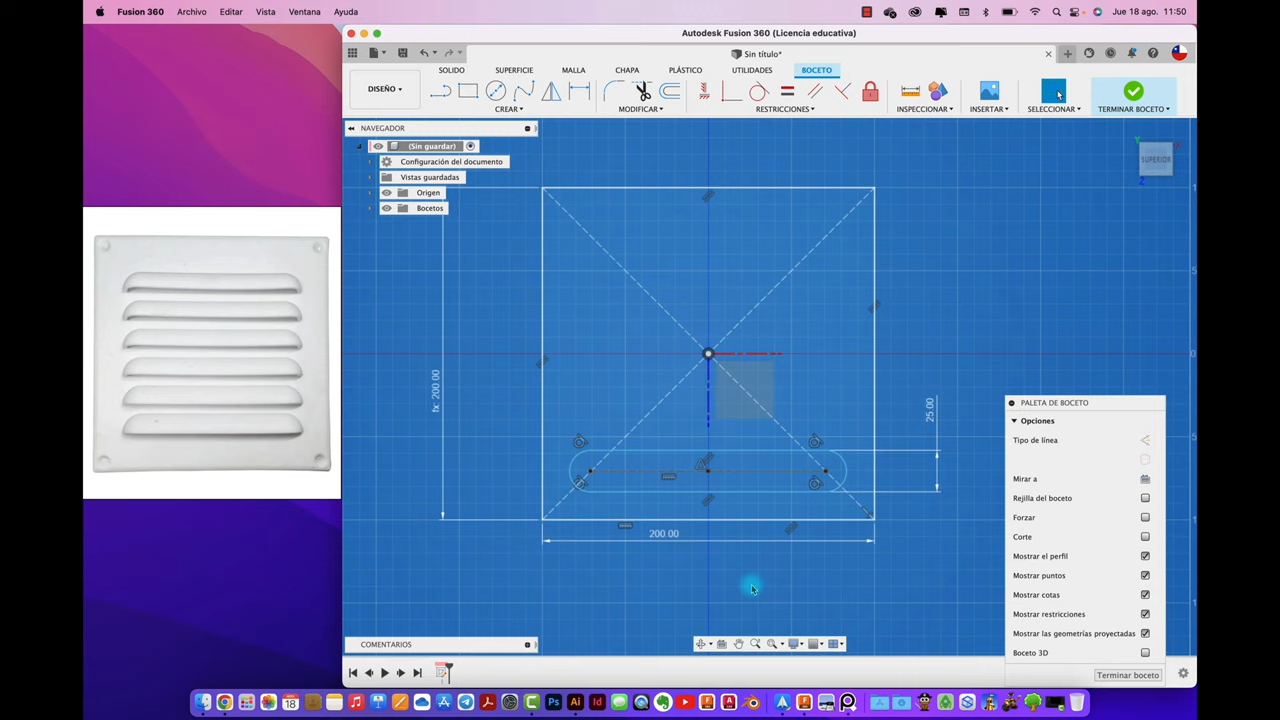 Fusion 360 Archivo Editar Vista Ventana Ayuda Jue 18 ago. 11:50
Autodesk Fusion 360 (Licencia educativa)
Sin título*
SÓLIDO SUPERFICIE MALLA CHAPA PLÁSTICO UTILIDADES BOCETO
DISEÑO
CREAR MODIFICAR RESTRICCIONES INSPECCIONAR INSERTAR SELECCIONAR TERMINAR BOCETO
NAVEGADOR
(Sin guardar)
Configuración del documento
Vistas guardadas
Origen
Bocetos
SUPERIOR
fx: 200.00
25.00
200.00
PALETA DE BOCETO
Opciones
Tipo de línea
Mirar a
Rejilla del boceto
Forzar
Corte
Mostrar el perfil
Mostrar puntos
Mostrar cotas
Mostrar restricciones
Mostrar las geometrías proyectadas
Boceto 3D
Terminar boceto
COMENTARIOS